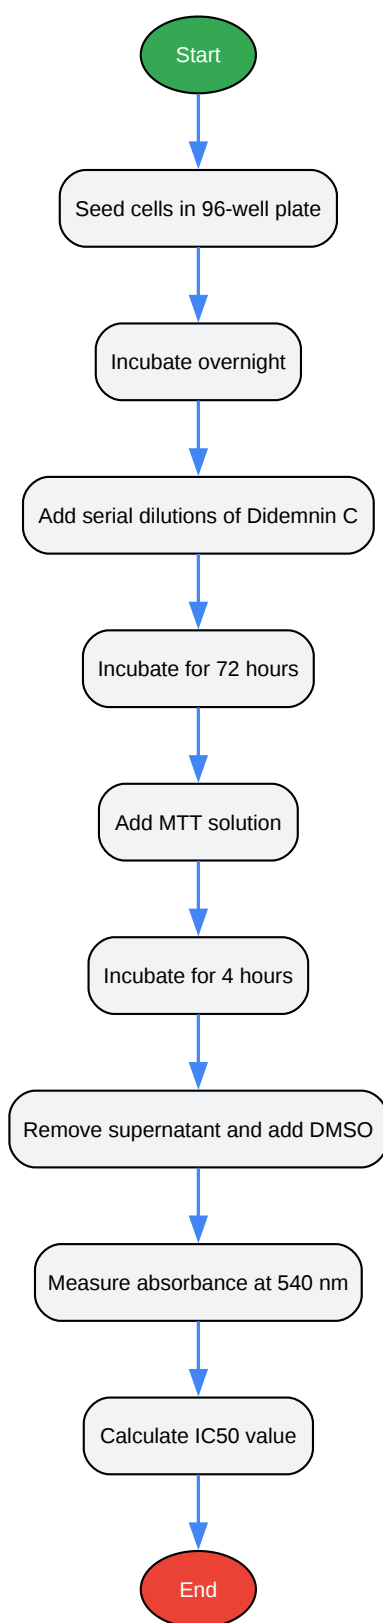 Start
Seed cells in 96-well plate
Incubate overnight
Add serial dilutions of Didemnin C
Incubate for 72 hours
Add MTT solution
Incubate for 4 hours
Remove supernatant and add DMSO
Measure absorbance at 540 nm
Calculate IC50 value
End